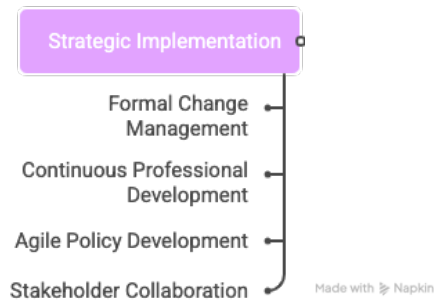 Strategic Implementation
Formal Change
Management
Continuous Professional
Development
Agile Policy Development
Stakeholder Collaboration
Made with Napkin